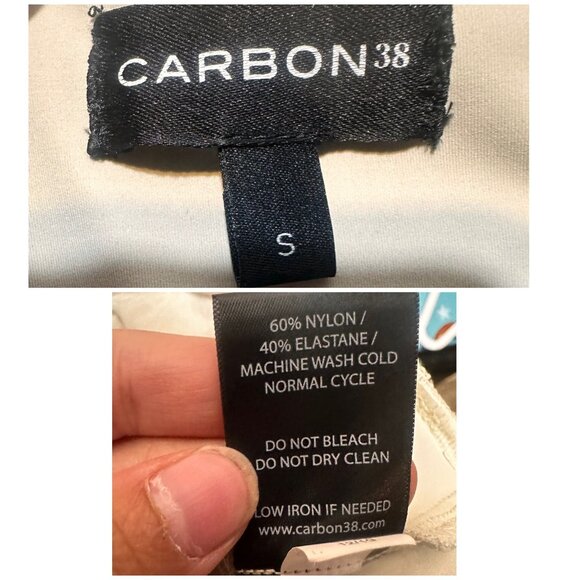 CARBON38
S
60% NYLON /
40% ELASTANE /
MACHINE WASH COLD
NORMAL CYCLE
DO NOT BLEACH
DO NOT DRY CLEAN
LOW IRON IF NEEDED
www.carbon38.com